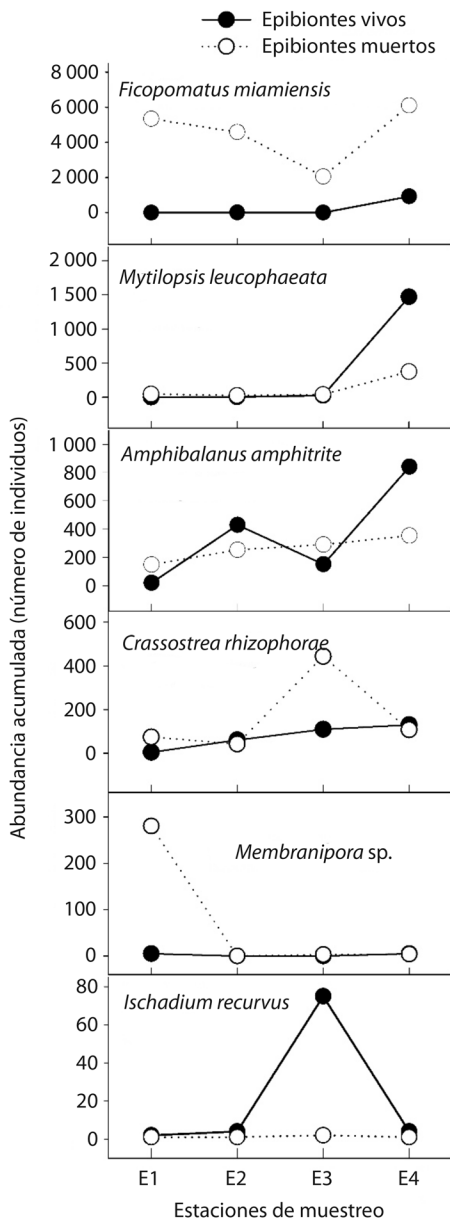 Epibiontes vivos
Epibiontes muertos
Ficopomatus miamiensis
8 000
6 000
4 000
2 000
0
Mytilopsis leucophaeata
2 000
1 500
1 000
500
0
Amphibalanus amphitrite
1 000
800
600
400
200
0
Crassostrea rhizophorae
600
400
200
0
Membranipora sp.
300
200
100
0
Ischadium recurvus
80
60
40
20
0
E1 E2 E3 E4
Estaciones de muestreo
Abundancia acumulada (número de individuos)